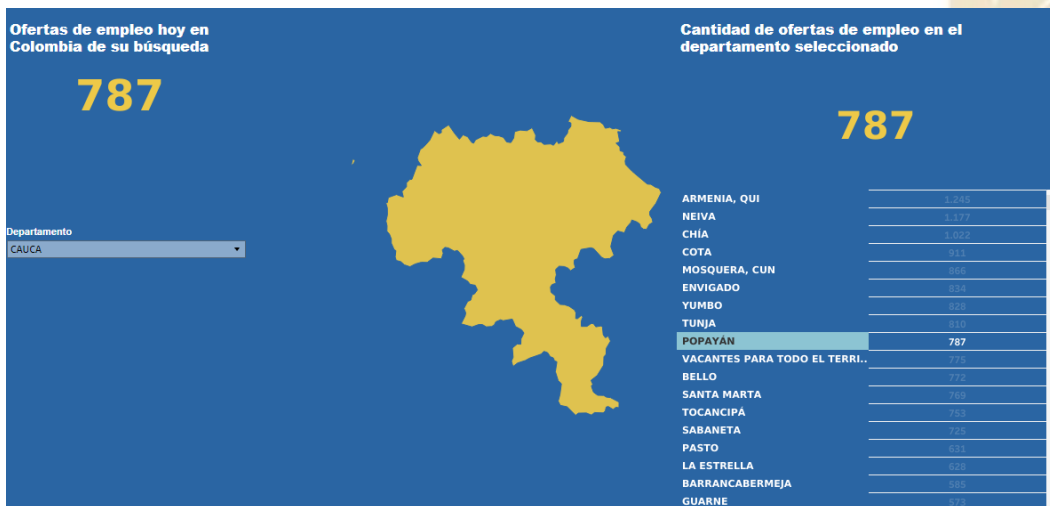 Ofertas de empleo hoy en
Colombia de su búsqueda
787
Departamento
CAUCA
Cantidad de ofertas de empleo en el
departamento seleccionado
787
ARMENIA, QUI 1.245
NEIVA 1.177
CHÍA 1.022
COTA 911
MOSQUERA, CUN 866
ENVIGADO 834
YUMBO 828
TUNJA 810
POPAYÁN 787
VACANTES PARA TODO EL TERRI.. 775
BELLO 772
SANTA MARTA 769
TOCANCIPÁ 753
SABANETA 725
PASTO 631
LA ESTRELLA 628
BARRANCABERMEJA 585
GUARNE 573